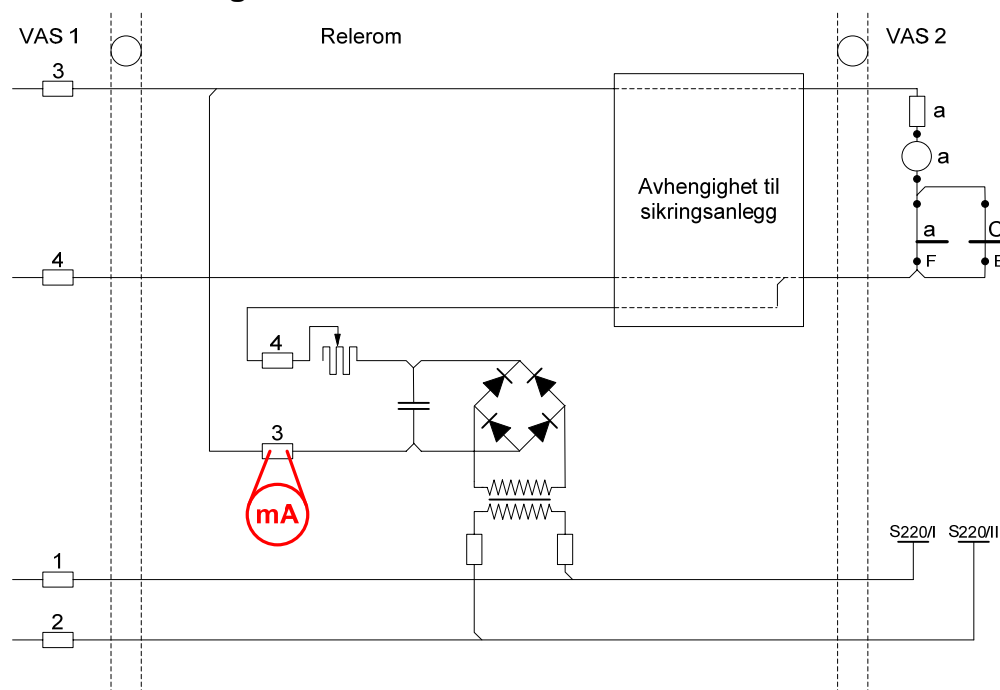 VAS 1
Relerom
VAS 2
3
a
a
Avhengighet til
sikringsanlegg
a
F
4
4
3
mA
S220/I
S220/II
1
2